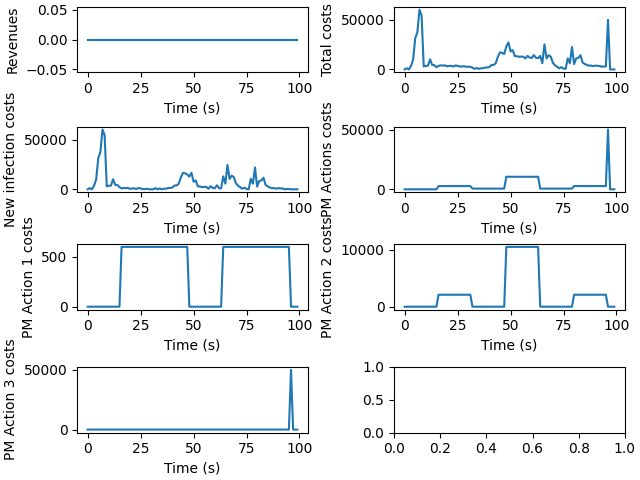 Revenues
0.05
0.00
−0.05
0 25 50 75 100
Time (s)
Total costs
50000
0
0 25 50 75 100
Time (s)
New infection costs
50000
0
0 25 50 75 100
Time (s)
PM Actions costs
50000
0
0 25 50 75 100
Time (s)
PM Action 1 costs
500
0
0 25 50 75 100
Time (s)
PM Action 2 costs
10000
0
0 25 50 75 100
Time (s)
PM Action 3 costs
50000
0
0 25 50 75 100
Time (s)
1.0
0.5
0.0
0.0 0.2 0.4 0.6 0.8 1.0